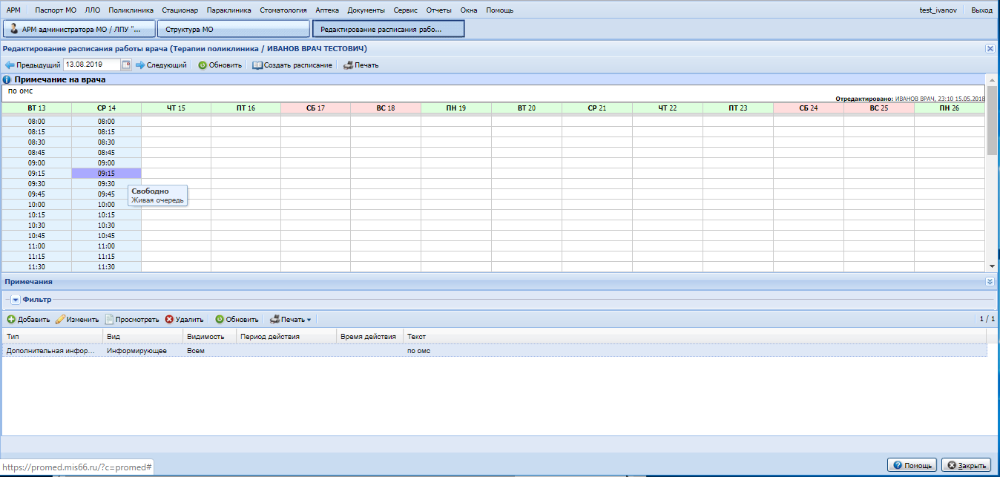 АРМ Паспорт МО ЛЛО Поликлиника Стационар Параклиника Стоматология Аптека Документы Сервис Отчеты Окна Помощь test_ivanov Выход
АРМ администратора МО / ЛПУ "... Структура МО Редактирование расписания рабо...
Редактирование расписания работы врача (Терапии поликлиника / ИВАНОВ ВРАЧ ТЕСТОВИЧ)
Предыдущий 13.08.2019 Следующий Обновить Создать расписание Печать
Примечание на врача
по омс
Отредактировано: ИВАНОВ ВРАЧ, 23:10 15.05.2018
ВТ 13 СР 14 ЧТ 15 ПТ 16 СБ 17 ВС 18 ПН 19 ВТ 20 СР 21 ЧТ 22 ПТ 23 СБ 24 ВС 25 ПН 26
08:00 08:00
08:15 08:15
08:30 08:30
08:45 08:45
09:00 09:00
09:15 09:15
09:30 09:30
Свободно
09:45 09:45
Живая очередь
10:00 10:00
10:15 10:15
10:30 10:30
10:45 10:45
11:00 11:00
11:15 11:15
11:30 11:30
Примечания
Фильтр
Добавить Изменить Просмотреть Удалить Обновить Печать 1 / 1
Тип Вид Видимость Период действия Время действия Текст
Дополнительная инфор... Информирующее Всем по омс
https://promed.mis66.ru/?c=promed# Помощь Закрыть